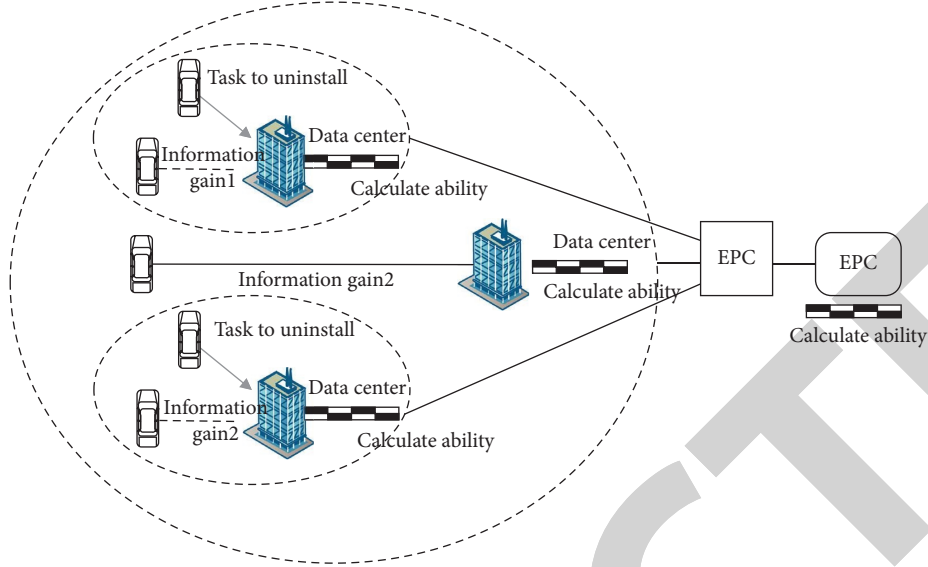 Task to uninstall
Information
gain1
Data center
Calculate ability
Information gain2
Data center
Calculate ability
EPC
EPC
Calculate ability
Task to uninstall
Information
gain2
Data center
Calculate ability